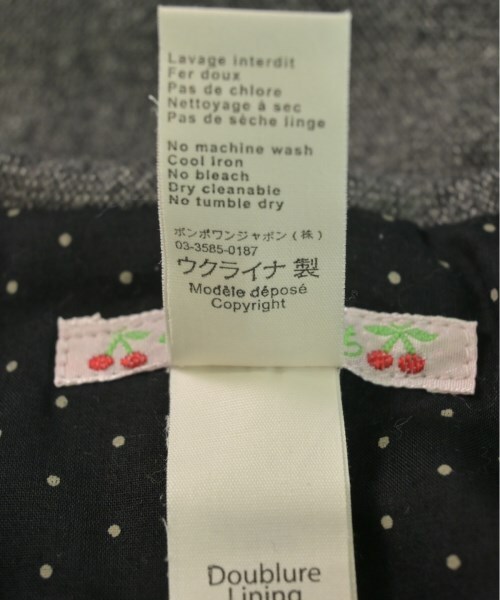 Lavage interdit
Fer doux
Pas de chlore
Nettoyage à sec
Pas de sèche linge
No machine wash
Cool iron
No bleach
Dry cleanable
No tumble dry
ボンポワンジャポン(株)
03-3585-0187
ウクライナ製
Modèle déposé
Copyright
5
Doublure
Lining